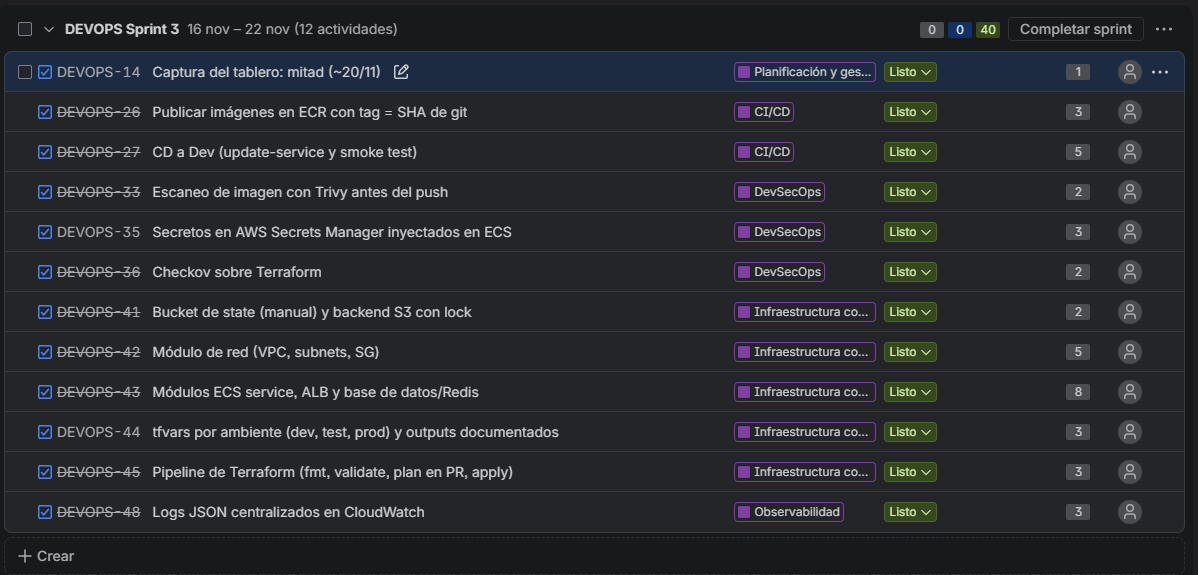 DEVOPS Sprint 3 16 nov – 22 nov (12 actividades) 0 0 40 Completar sprint
DEVOPS-14 Captura del tablero: mitad (~20/11) Planificación y ges... Listo 1
DEVOPS-26 Publicar imágenes en ECR con tag = SHA de git CI/CD Listo 3
DEVOPS-27 CD a Dev (update-service y smoke test) CI/CD Listo 5
DEVOPS-33 Escaneo de imagen con Trivy antes del push DevSecOps Listo 2
DEVOPS-35 Secretos en AWS Secrets Manager inyectados en ECS DevSecOps Listo 3
DEVOPS-36 Checkov sobre Terraform DevSecOps Listo 2
DEVOPS-41 Bucket de state (manual) y backend S3 con lock Infraestructura co... Listo 2
DEVOPS-42 Módulo de red (VPC, subnets, SG) Infraestructura co... Listo 5
DEVOPS-43 Módulos ECS service, ALB y base de datos/Redis Infraestructura co... Listo 8
DEVOPS-44 tfvars por ambiente (dev, test, prod) y outputs documentados Infraestructura co... Listo 3
DEVOPS-45 Pipeline de Terraform (fmt, validate, plan en PR, apply) Infraestructura co... Listo 3
DEVOPS-48 Logs JSON centralizados en CloudWatch Observabilidad Listo 3
+ Crear